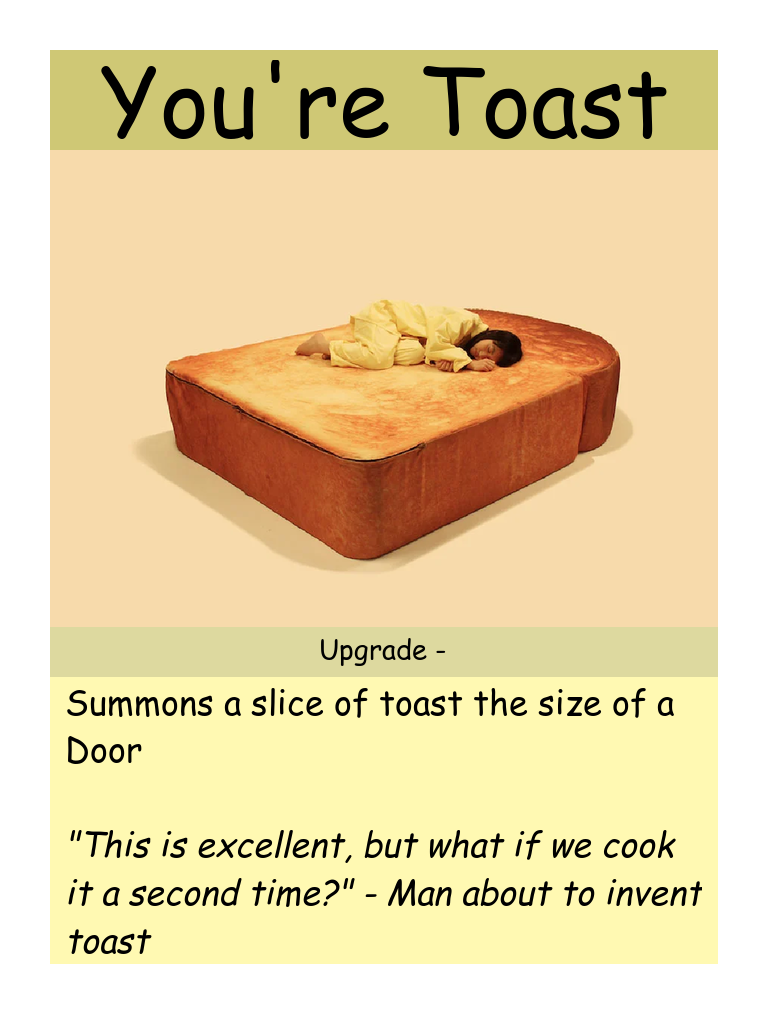 You're Toast
Upgrade -
Summons a slice of toast the size of a
Door
"This is excellent, but what if we cook
it a second time?" - Man about to invent
toast